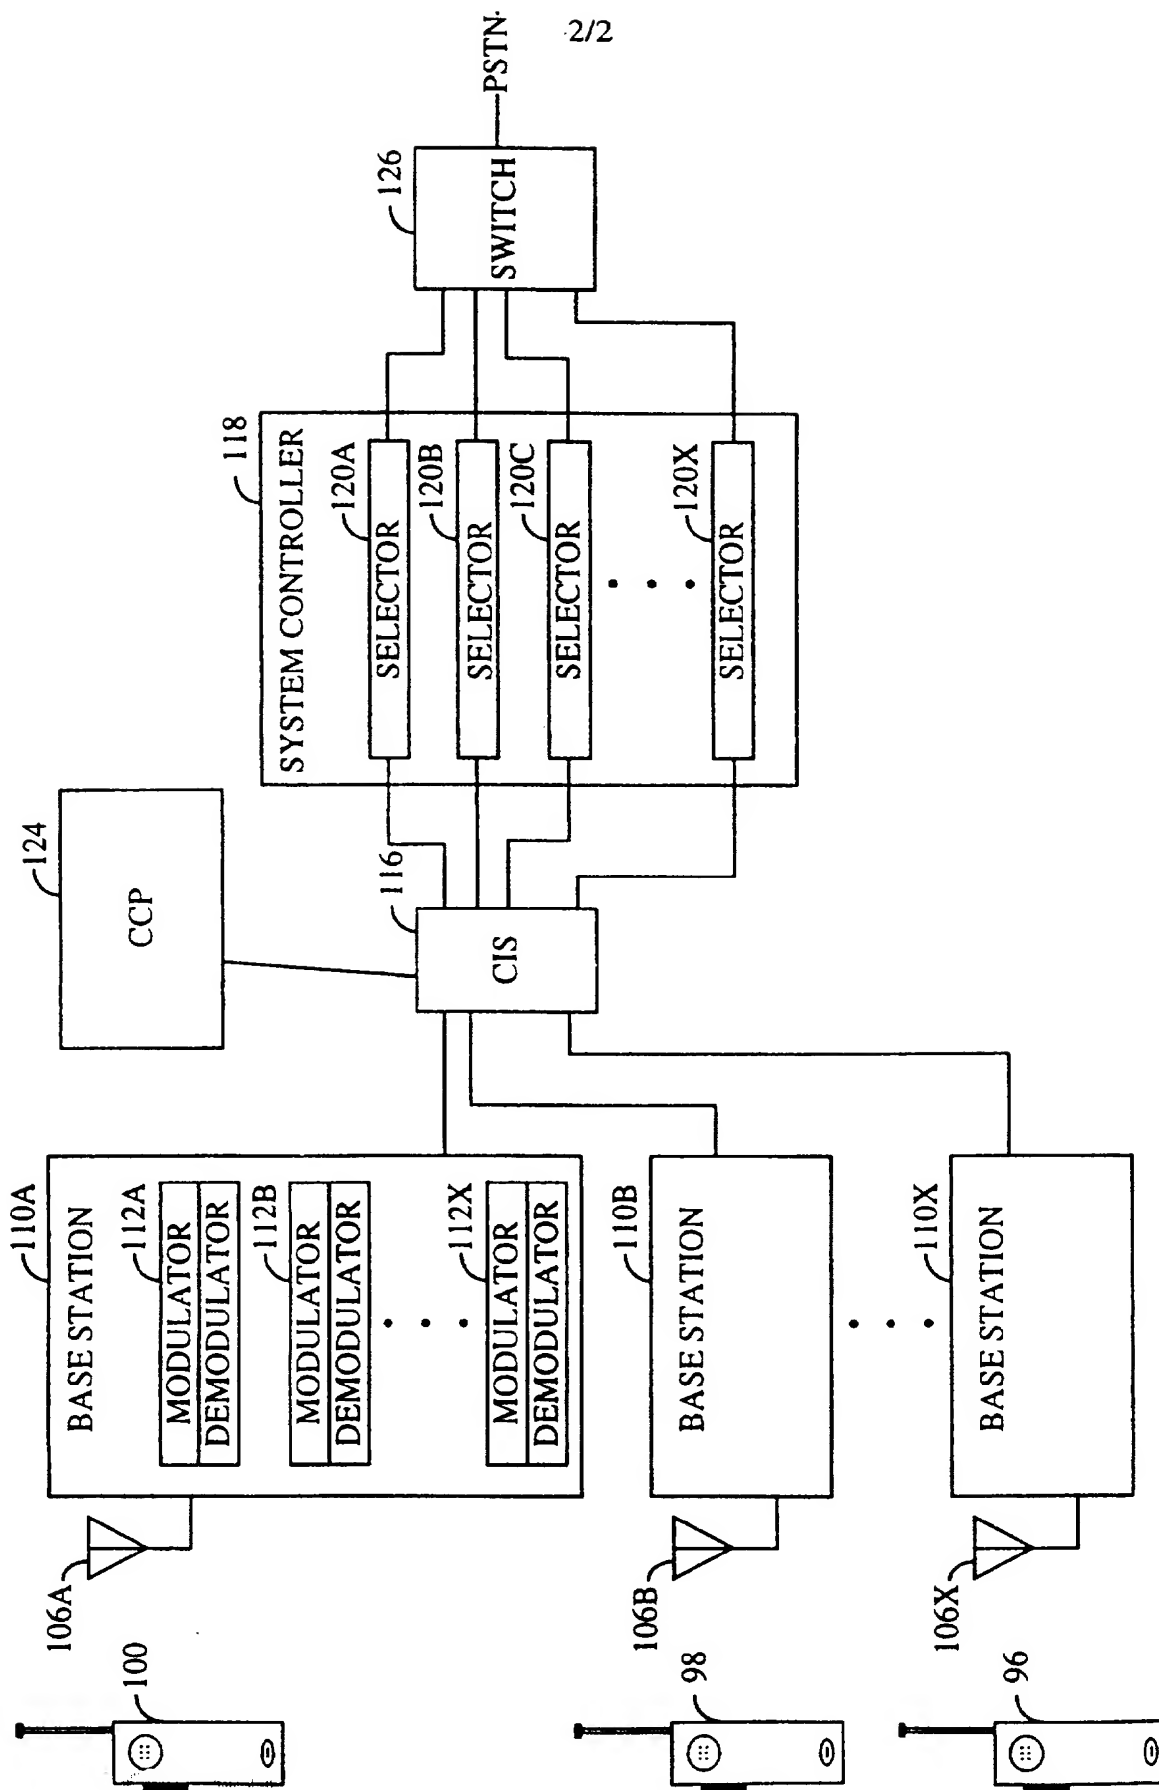 ·2/2
100
98
96
106A
106B
106X
110A
BASE STATION
112A
MODULATOR
DEMODULATOR
112B
MODULATOR
DEMODULATOR
112X
MODULATOR
DEMODULATOR
110B
BASE STATION
110X
BASE STATION
124
CCP
116
CIS
118
SYSTEM CONTROLLER
120A
SELECTOR
120B
SELECTOR
120C
SELECTOR
120X
SELECTOR
126
SWITCH
PSTN